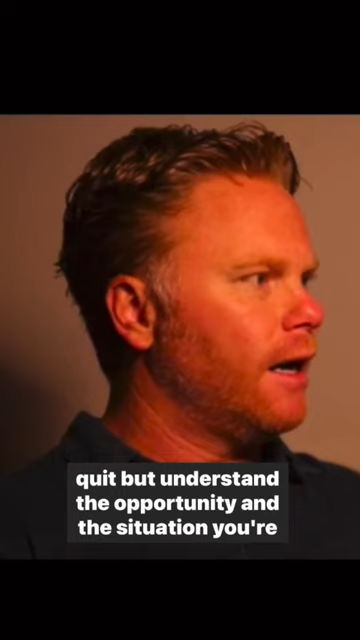 quit but understand
the opportunity and
the situation you're